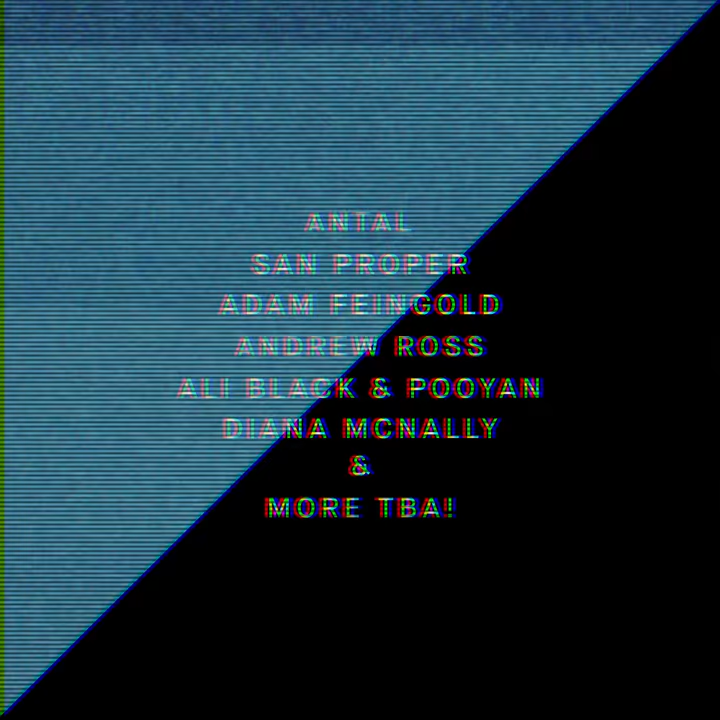 ANTAL
SAN PROPER
ADAM FEINGOLD
ANDREW ROSS
ALI BLACK & POOYAN
DIANA MCNALLY
&
MORE TBA!